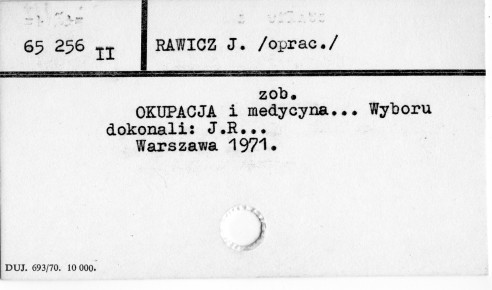 65 256 II
RAWICZ J. /oprac./
zob.
OKUPACJA i medycyna... Wyboru
dokonali: J.R...
Warszawa 1971.
DUJ. 693/70. 10 000.